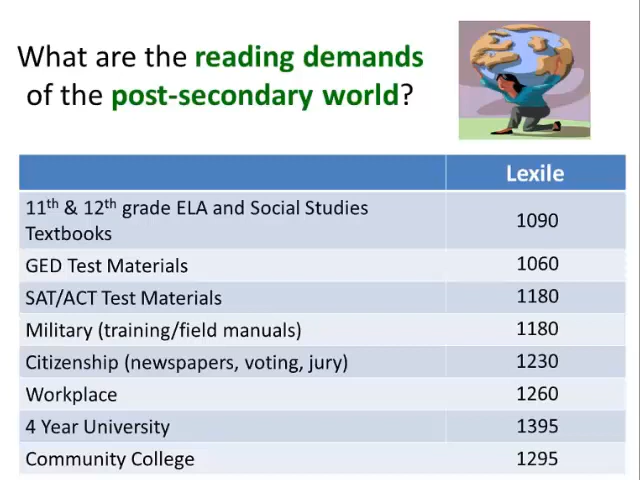 What are the reading demands
of the post-secondary world?
Lexile
11th & 12th grade ELA and Social Studies
Textbooks
1090
GED Test Materials 1060
SAT/ACT Test Materials 1180
Military (training/field manuals) 1180
Citizenship (newspapers, voting, jury) 1230
Workplace 1260
4 Year University 1395
Community College 1295